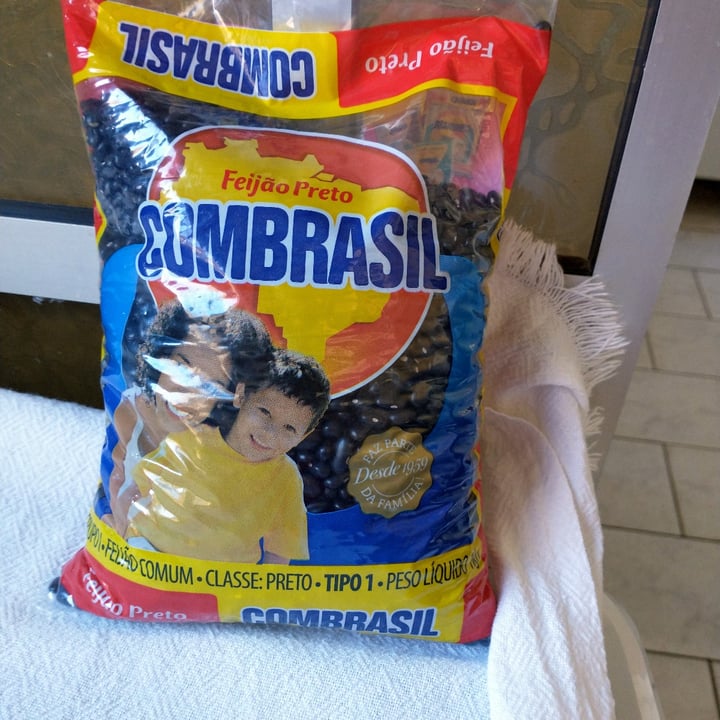 COMBRASIL
Feijão Preto
Feijão Preto
COMBRASIL
FAZ PARTE
Desde 1959
DA FAMÍLIA!
• FEIJÃO COMUM • CLASSE: PRETO • TIPO 1 • PESO LÍQUIDO
Feijão Preto
COMBRASIL